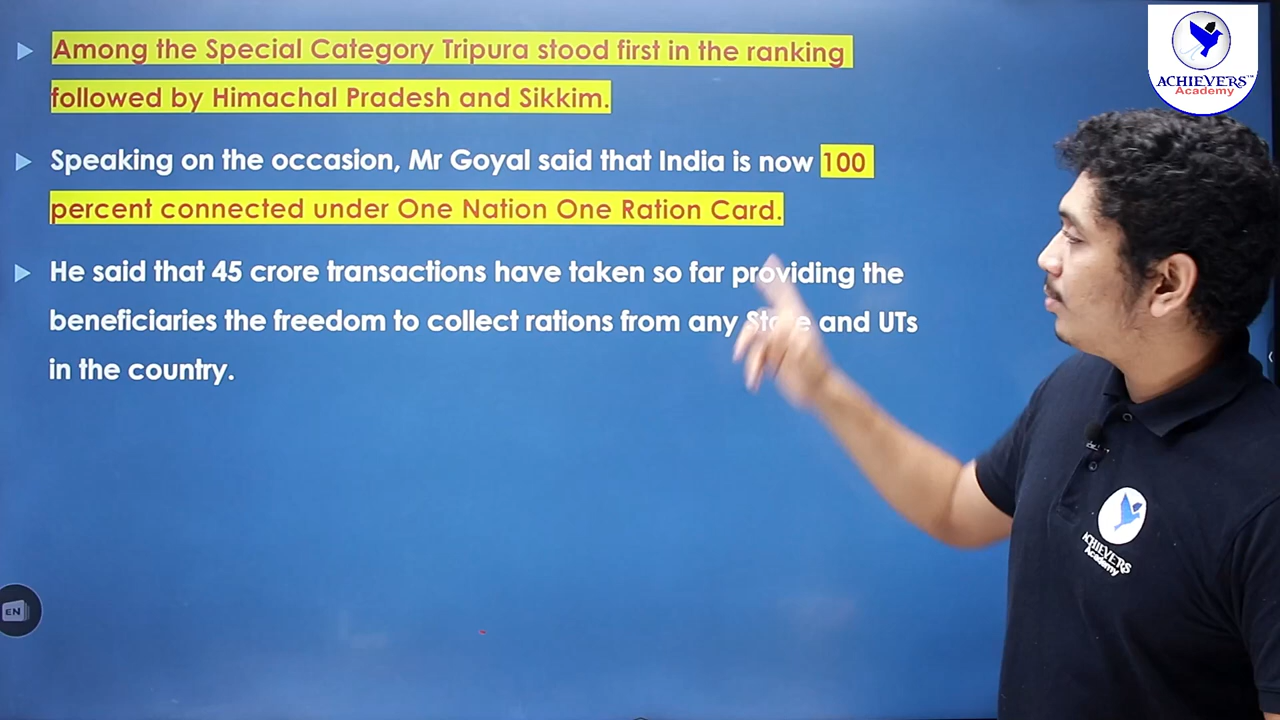 Among the Special Category Tripura stood first in the ranking
followed by Himachal Pradesh and Sikkim.
Speaking on the occasion, Mr Goyal said that India is now 100
percent connected under One Nation One Ration Card.
He said that 45 crore transactions have taken so far providing the
beneficiaries the freedom to collect rations from any State and UTs
in the country.
EN
ACHIEVERS™
Academy
ACHIEVERS
Academy